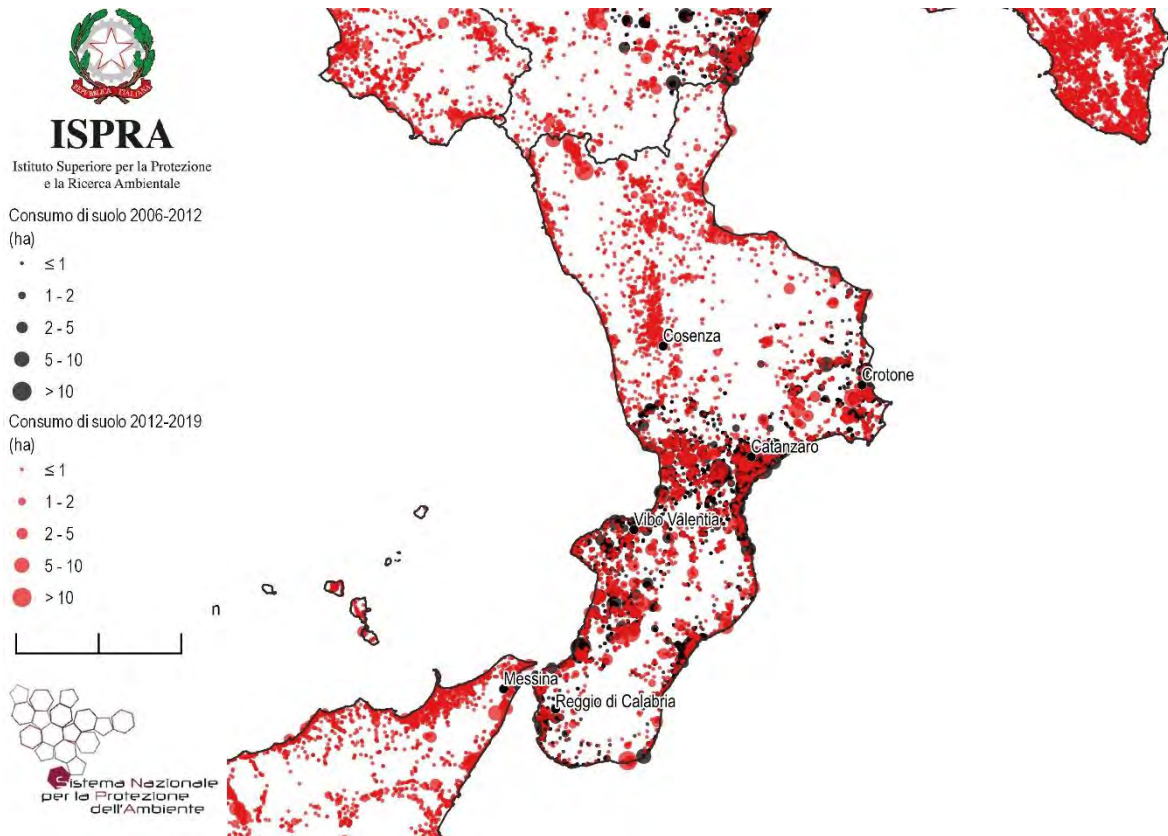 REPVBBLICA ITALIANA
ISPRA
Istituto Superiore per la Protezione
e la Ricerca Ambientale
Consumo di suolo 2006-2012
(ha)
≤ 1
1 - 2
2 - 5
5 - 10
> 10
Consumo di suolo 2012-2019
(ha)
≤ 1
1 - 2
2 - 5
5 - 10
> 10
n
Sistema Nazionale
per la Protezione
dell'Ambiente
Cosenza
Crotone
Catanzaro
Vibo Valentia
Messina
Reggio di Calabria